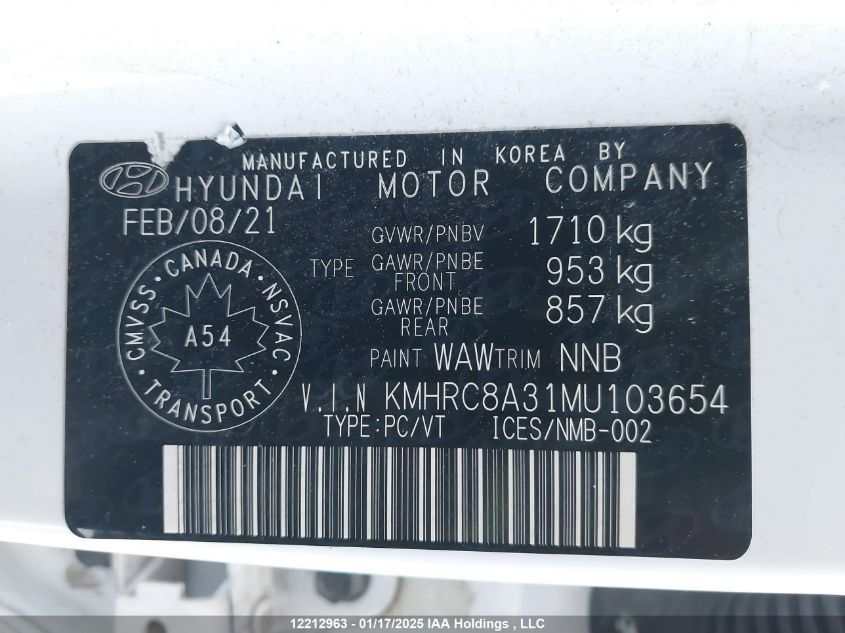 MANUFACTURED IN KOREA BY
HYUNDAI MOTOR COMPANY
FEB/08/21
GVWR/PNBV 1710 kg
TYPE GAWR/PNBE FRONT 953 kg
GAWR/PNBE REAR 857 kg
CANADA · NSVAC · TRANSPORT · CMVSS ·
A54
PAINT WAW TRIM NNB
V.I.N KMHRC8A31MU103654
TYPE:PC/VT ICES/NMB-002
12212963 - 01/17/2025 IAA Holdings , LLC